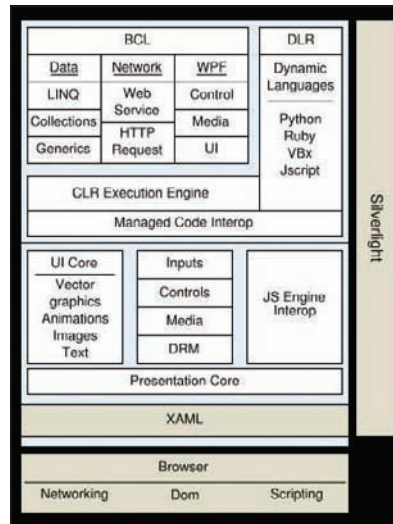 BCL
Data
LINQ
Collections
Generics
Network
Web
Service
HTTP
Request
WPF
Control
Media
UI
DLR
Dynamic
Languages
Python
Ruby
VBx
Jscript
CLR Execution Engine
Managed Code Interop
UI Core
Vector
graphics
Animations
Images
Text
Inputs
Controls
Media
DRM
JS Engine
Interop
Presentation Core
XAML
Silverlight
Browser
Networking Dom Scripting